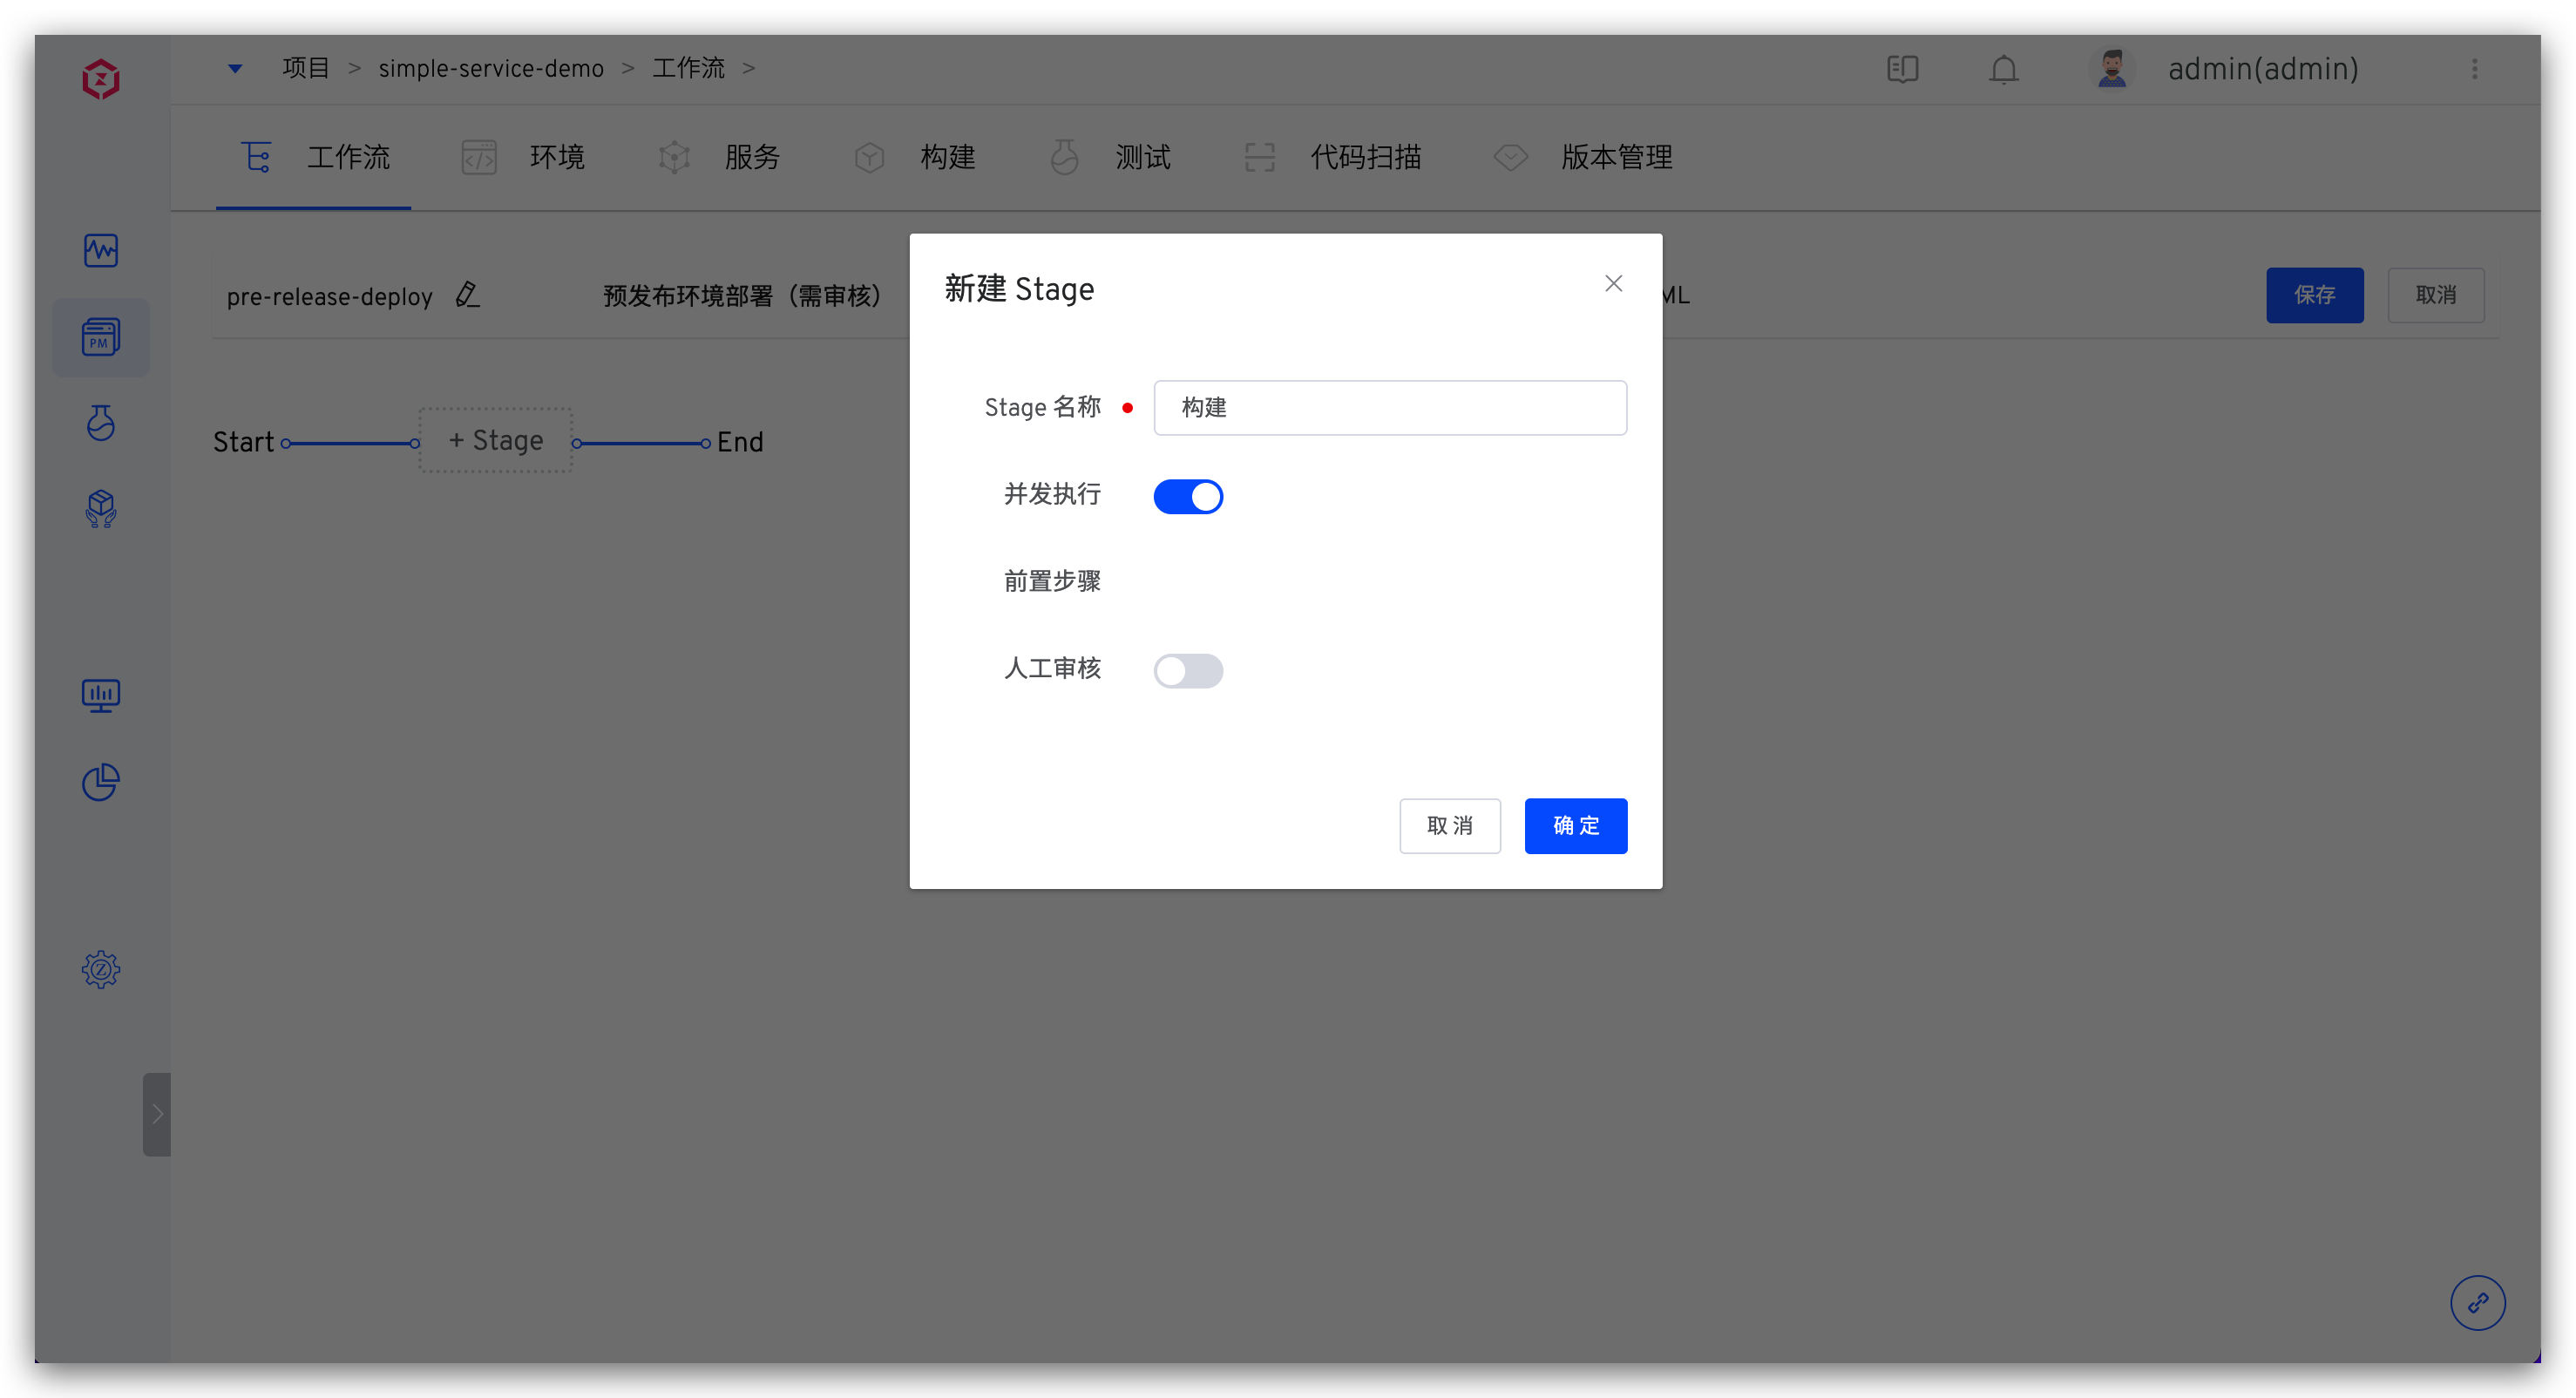 项目 > simple-service-demo > 工作流 >
admin(admin)
工作流 环境 服务 构建 测试 代码扫描 版本管理
PM
pre-release-deploy 预发布环境部署（需审核） ML 保存 取消
Start + Stage End
新建 Stage
Stage 名称 构建
并发执行
前置步骤
人工审核
取消 确定